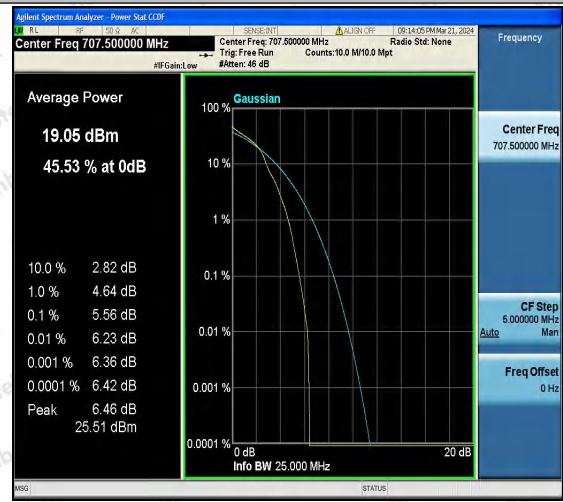 Agilent Spectrum Analyzer - Power Stat CCDF
RL RF 50 Ω AC SENSE:INT ALIGN OFF 09:14:05 PM Mar 21, 2024
Center Freq 707.500000 MHz
Center Freq: 707.500000 MHz
Radio Std: None
Trig: Free Run
Counts:10.0 M/10.0 Mpt
#IFGain:Low
#Atten: 46 dB
Frequency
Average Power
19.05 dBm
45.53 % at 0dB
10.0 % 2.82 dB
1.0 % 4.64 dB
0.1 % 5.56 dB
0.01 % 6.23 dB
0.001 % 6.36 dB
0.0001 % 6.42 dB
Peak 6.46 dB
25.51 dBm
Gaussian
100 %
10 %
1 %
0.1 %
0.01 %
0.001 %
0.0001 %
0 dB
20 dB
Info BW 25.000 MHz
Center Freq
707.500000 MHz
CF Step
5.000000 MHz
Auto Man
Freq Offset
0 Hz
MSG
STATUS